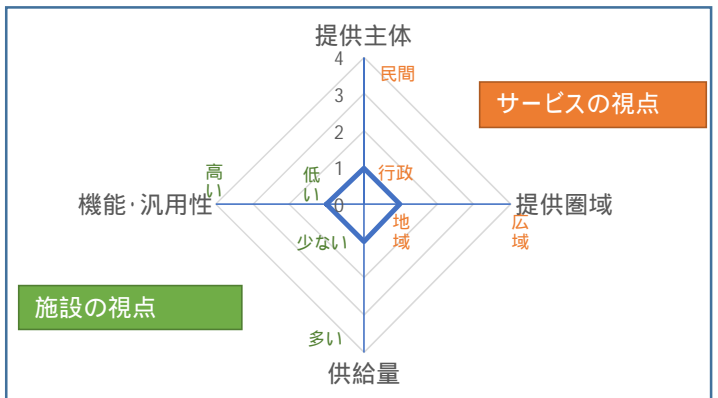 提供主体
4
民間
3
サービスの視点
2
1
高い
低い
行政
機能・汎用性
0
提供圏域
地域
広域
少ない
施設の視点
多い
供給量